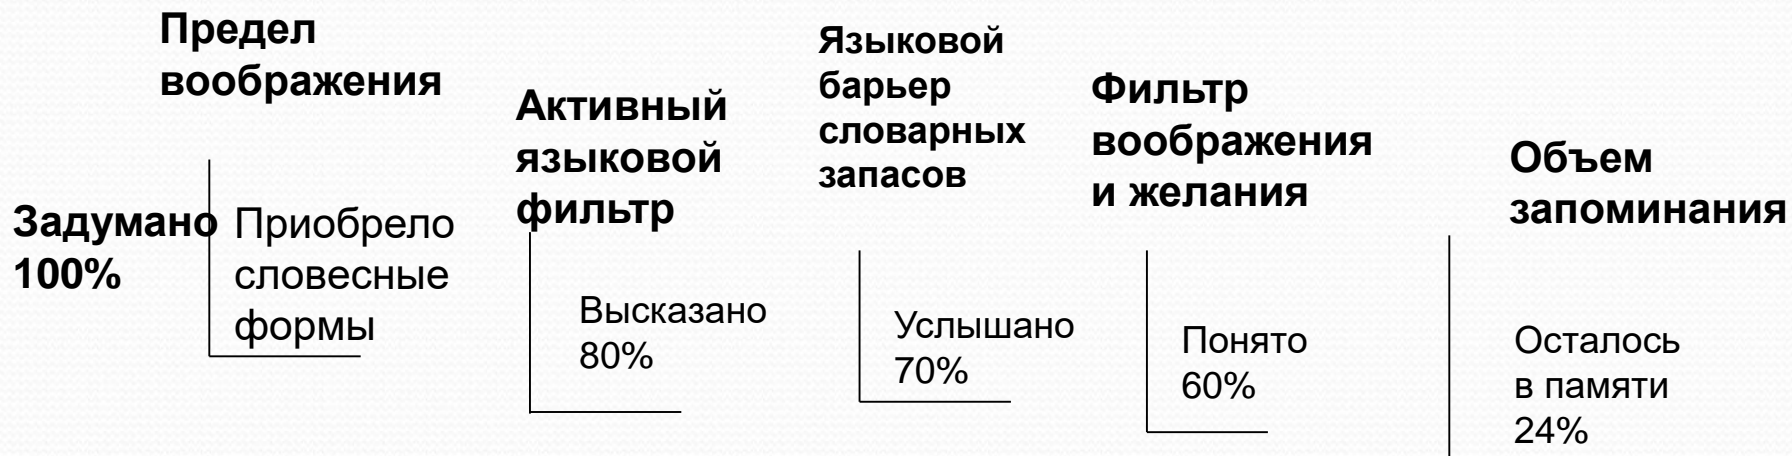 Предел
воображения
Задумано
100%
Приобрело
словесные
формы
Активный
языковой
фильтр
Высказано
80%
Языковой
барьер
словарных
запасов
Услышано
70%
Фильтр
воображения
и желания
Понято
60%
Объем
запоминания
Осталось
в памяти
24%